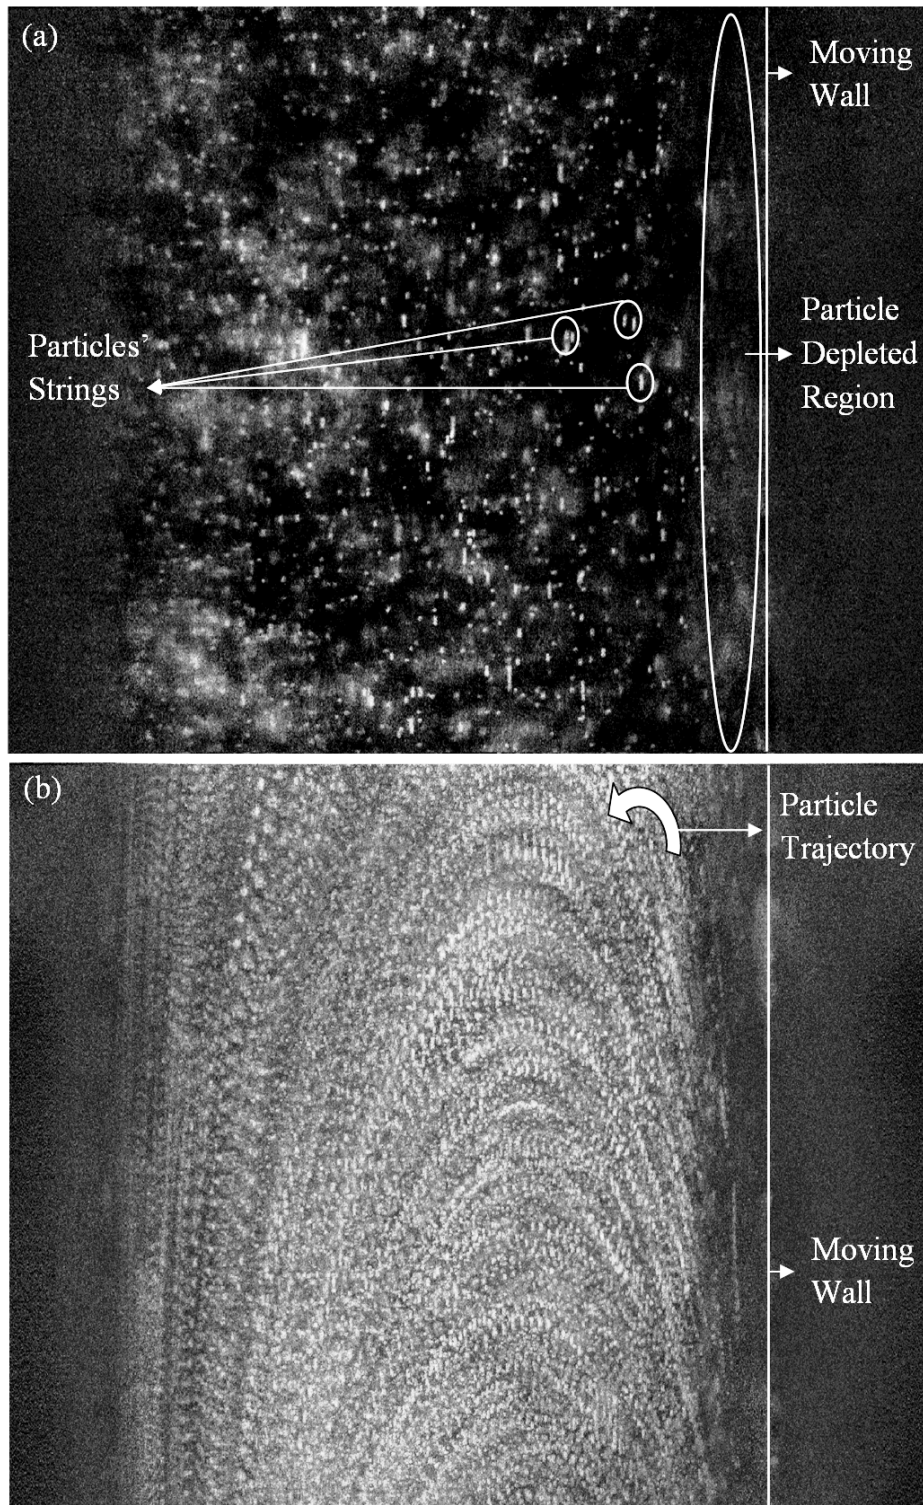 (a)
Moving
Wall
Particles’
Strings
Particle
Depleted
Region
(b)
Particle
Trajectory
Moving
Wall